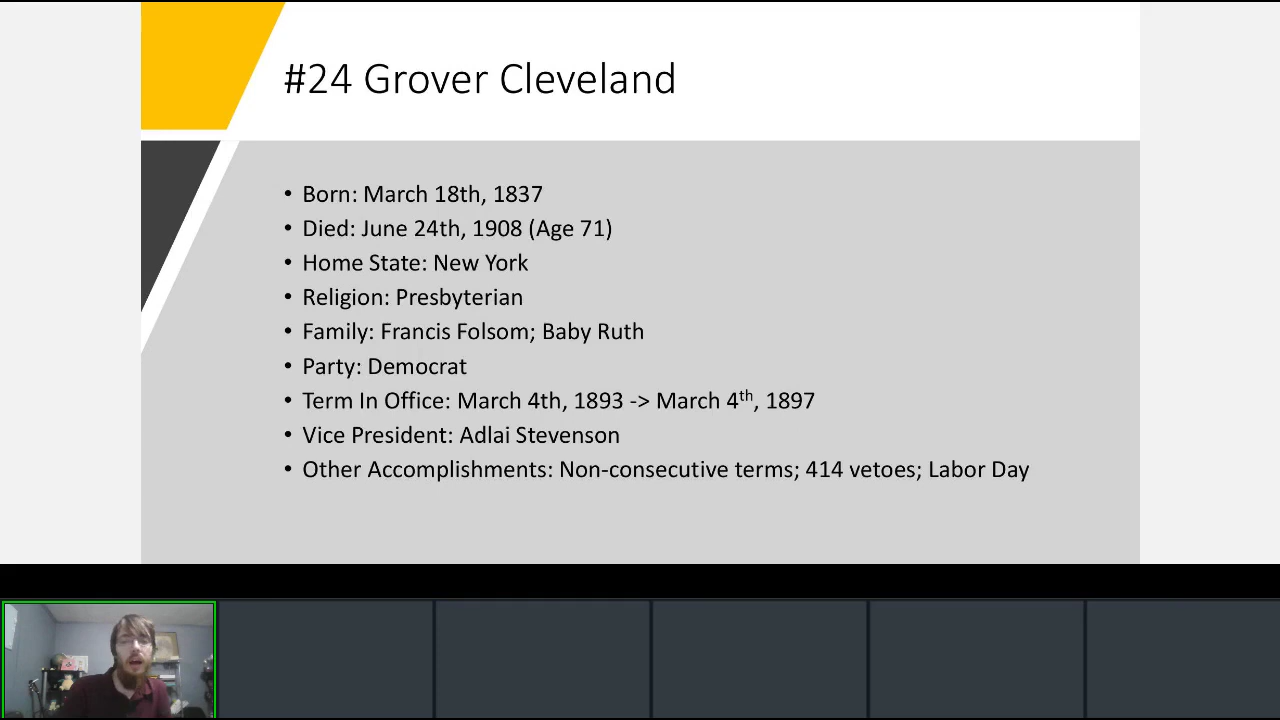 #24 Grover Cleveland
• Born: March 18th, 1837
• Died: June 24th, 1908 (Age 71)
• Home State: New York
• Religion: Presbyterian
• Family: Francis Folsom; Baby Ruth
• Party: Democrat
• Term In Office: March 4th, 1893 -> March 4th, 1897
• Vice President: Adlai Stevenson
• Other Accomplishments: Non-consecutive terms; 414 vetoes; Labor Day